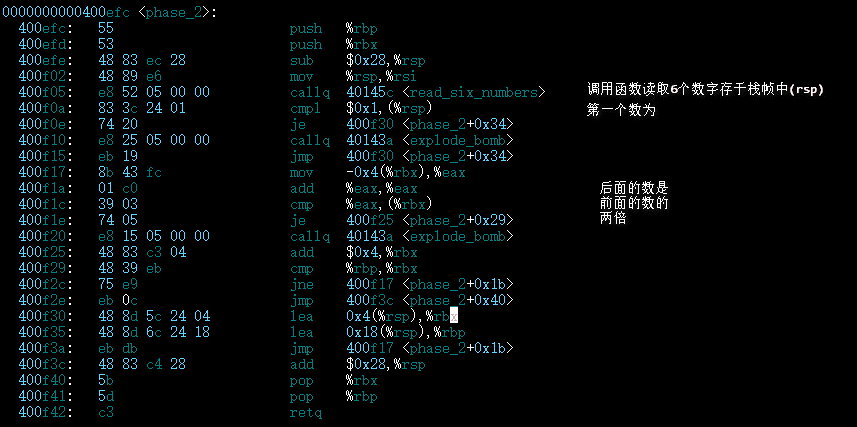 0000000000400efc <phase_2>:
400efc: 55 push %rbp
400efd: 53 push %rbx
400efe: 48 83 ec 28 sub $0x28,%rsp
400f02: 48 89 e6 mov %rsp,%rsi
400f05: e8 52 05 00 00 callq 40145c <read_six_numbers> 调用函数读取6个数字存于栈帧中(rsp)
400f0a: 83 3c 24 01 cmpl $0x1,(%rsp) 第一个数为
400f0e: 74 20 je 400f30 <phase_2+0x34>
400f10: e8 25 05 00 00 callq 40143a <explode_bomb>
400f15: eb 19 jmp 400f30 <phase_2+0x34>
400f17: 8b 43 fc mov -0x4(%rbx),%eax
400f1a: 01 c0 add %eax,%eax 后面的数是
400f1c: 39 03 cmp %eax,(%rbx) 前面的数的
400f1e: 74 05 je 400f25 <phase_2+0x29> 两倍
400f20: e8 15 05 00 00 callq 40143a <explode_bomb>
400f25: 48 83 c3 04 add $0x4,%rbx
400f29: 48 39 eb cmp %rbp,%rbx
400f2c: 75 e9 jne 400f17 <phase_2+0x1b>
400f2e: eb 0c jmp 400f3c <phase_2+0x40>
400f30: 48 8d 5c 24 04 lea 0x4(%rsp),%rbx
400f35: 48 8d 6c 24 18 lea 0x18(%rsp),%rbp
400f3a: eb db jmp 400f17 <phase_2+0x1b>
400f3c: 48 83 c4 28 add $0x28,%rsp
400f40: 5b pop %rbx
400f41: 5d pop %rbp
400f42: c3 retq